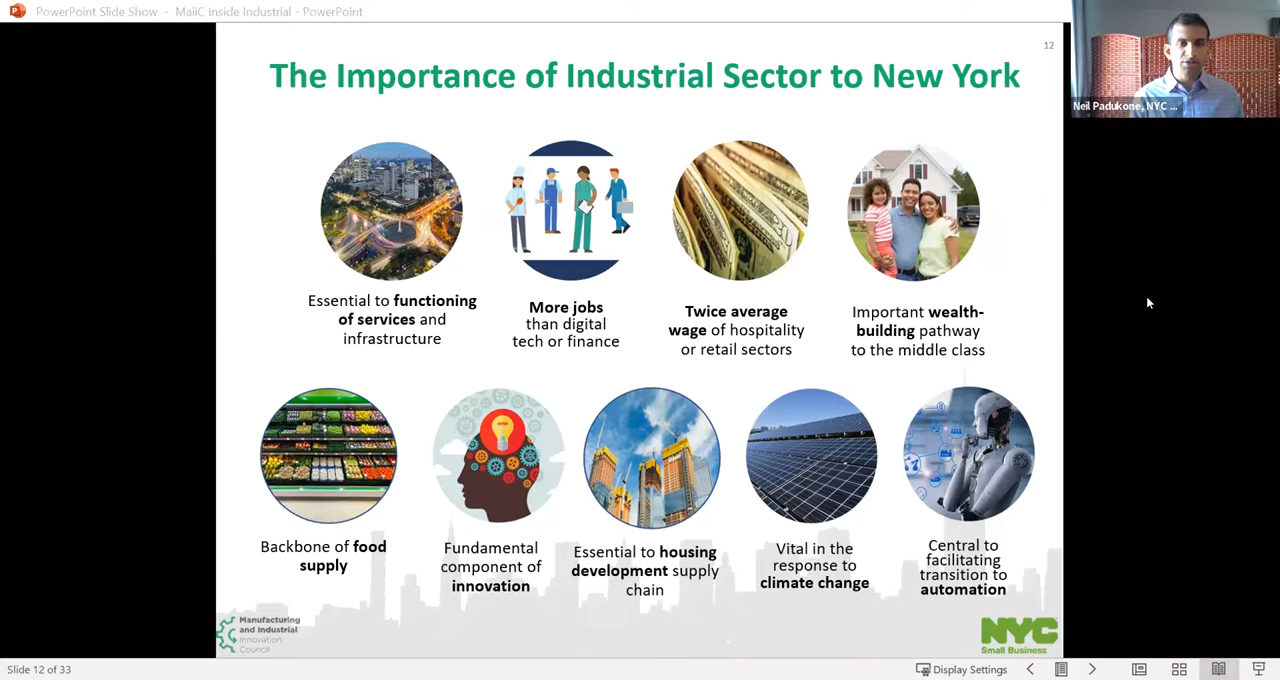 PowerPoint Slide Show - MaiiC Inside Industrial - PowerPoint
12
The Importance of Industrial Sector to New York
Neil Padukone, NYC ...
Essential to functioning
of services and
infrastructure
More jobs
than digital
tech or finance
Twice average
wage of hospitality
or retail sectors
Important wealth-
building pathway
to the middle class
Backbone of food
supply
Fundamental
component of
innovation
Essential to housing
development supply
chain
Vital in the
response to
climate change
Central to
facilitating
transition to
automation
Manufacturing
and Industrial
Innovation
Council
NYC
Small Business
Slide 12 of 33
Display Settings